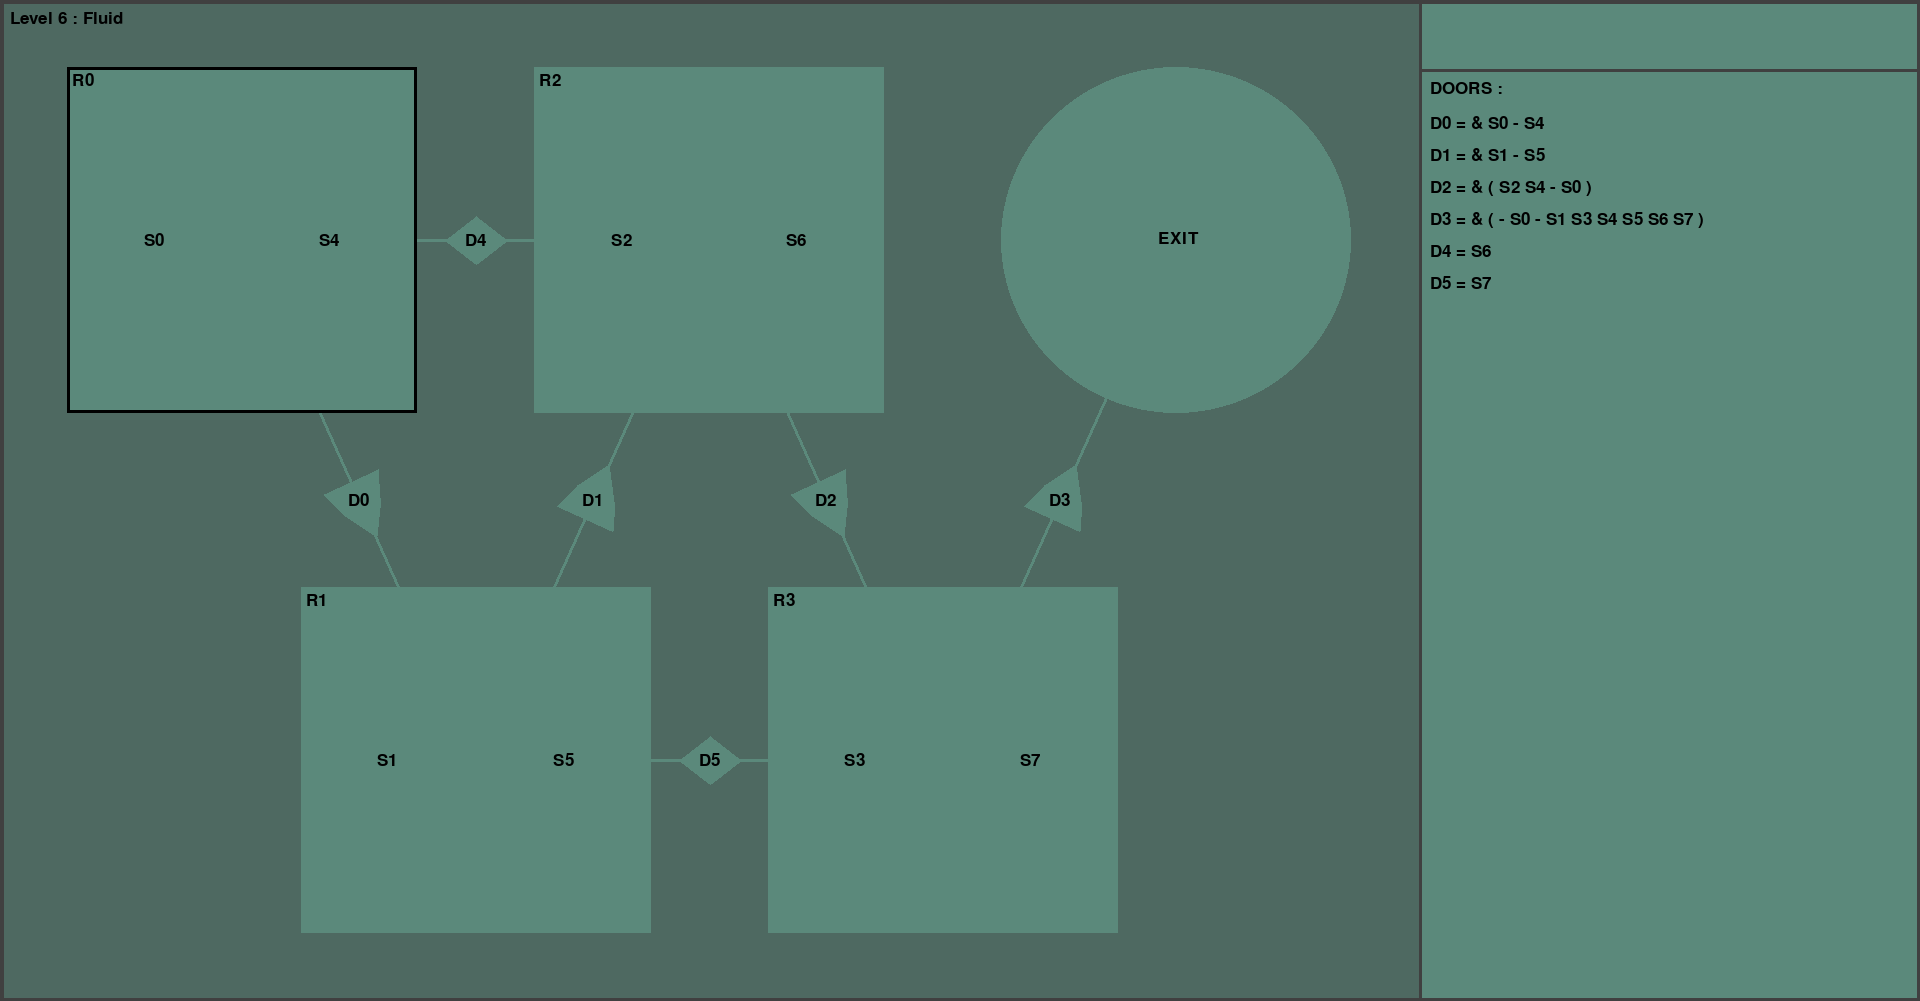 Level 6 : Fluid
R0
S0 S4
D4
R2
S2 S6
EXIT
D0
D1
D2
D3
R1
S1 S5
D5
R3
S3 S7
DOORS :
D0 = & S0 - S4
D1 = & S1 - S5
D2 = & ( S2 S4 - S0 )
D3 = & ( - S0 - S1 S3 S4 S5 S6 S7 )
D4 = S6
D5 = S7